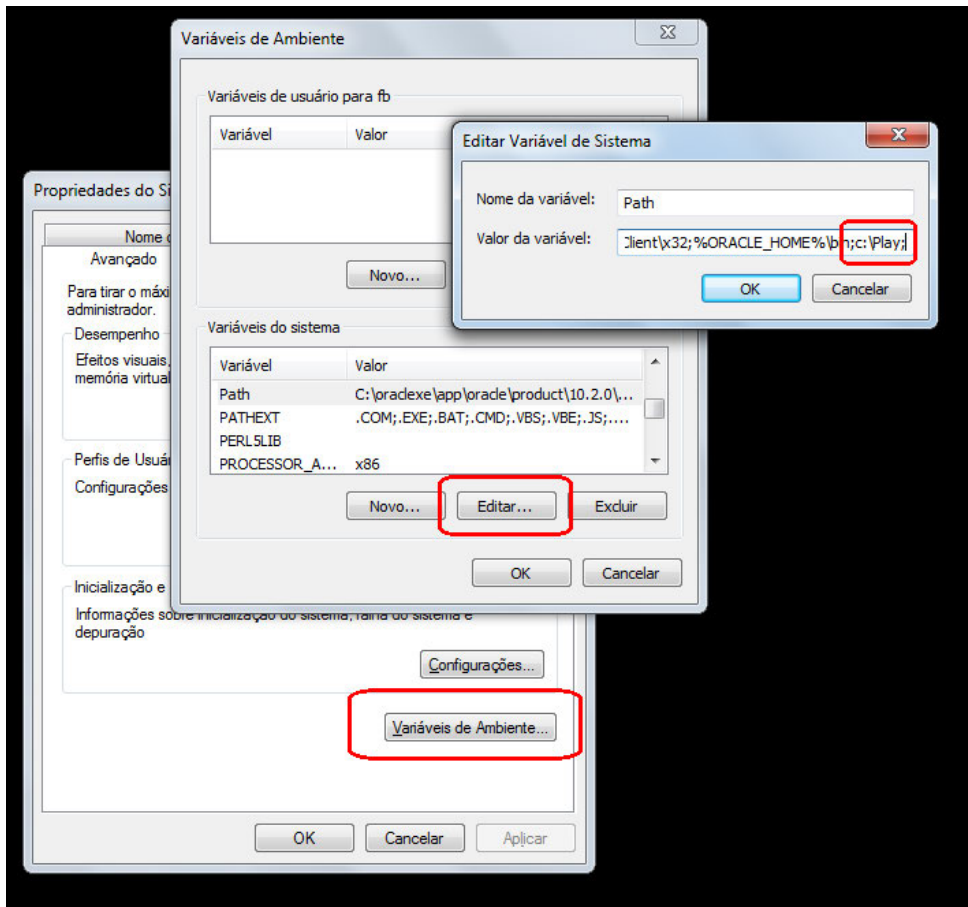 Variáveis de Ambiente
Variáveis de usuário para fb
Variável Valor
Novo...
Variáveis do sistema
Variável Valor
Path C:\oraclexe\app\oracle\product\10.2.0\...
PATHEXT .COM;.EXE;.BAT;.CMD;.VBS;.VBE;.JS;....
PERL5LIB
PROCESSOR_A... x86
Novo... Editar... Excluir
OK Cancelar
Editar Variável de Sistema
Nome da variável: Path
Valor da variável: Client\x32;%ORACLE_HOME%\bin;c:\Play;
OK Cancelar
Propriedades do
Nome
Avançado
Para tirar o
administrador.
Desempenho
Efeitos visuais,
memória
Perfis de
Configurações
Inicialização e
Informações sobre inicialização do sistema, falha do sistema e
depuração
Configurações...
Variáveis de Ambiente...
OK Cancelar Aplicar